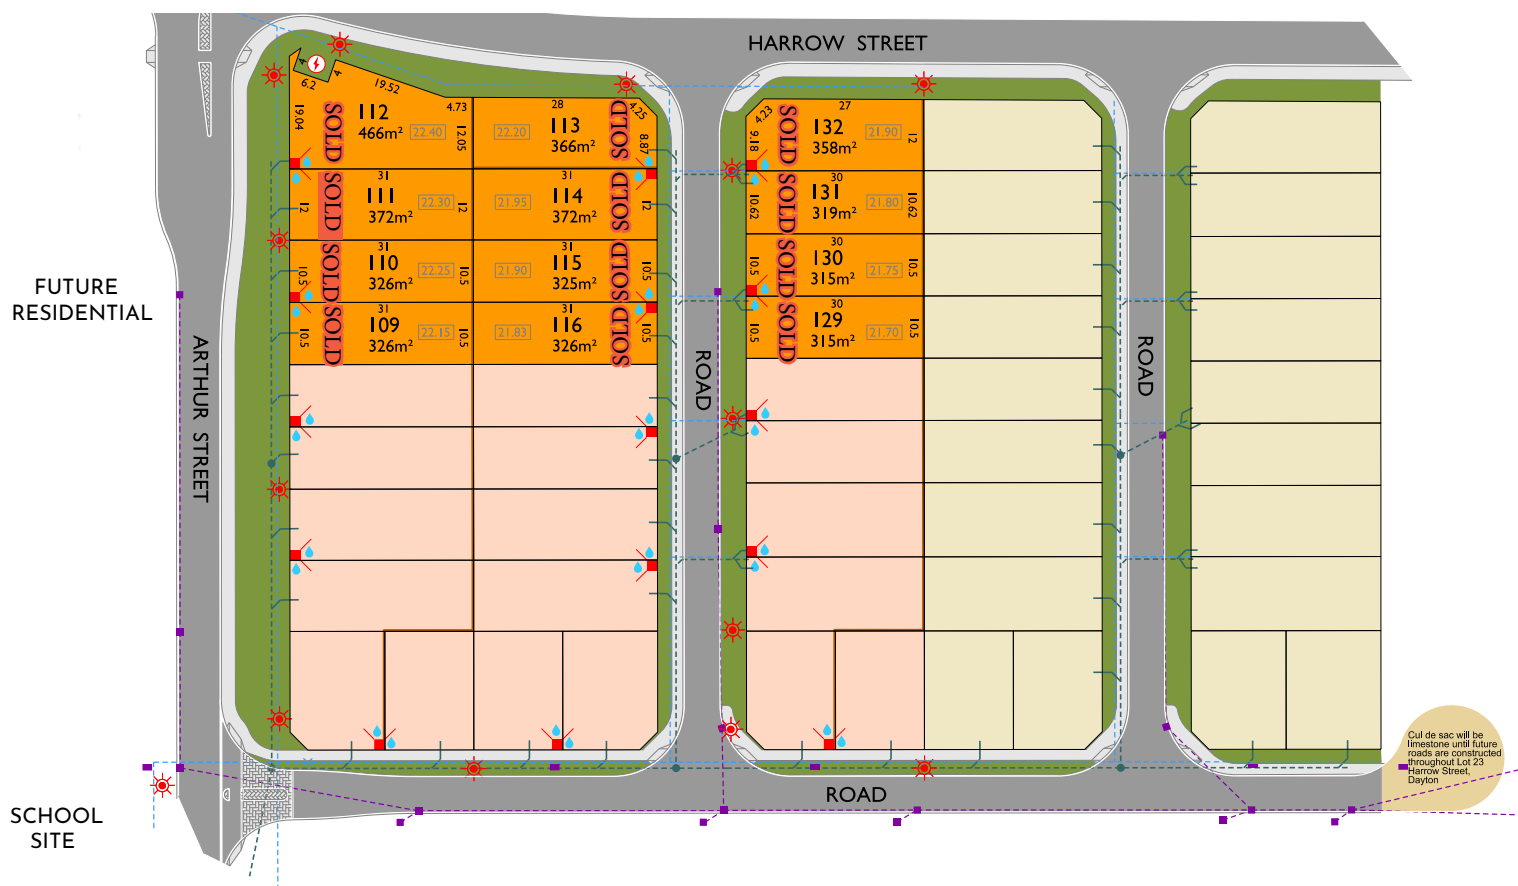 HARROW STREET
4
4
6.2
19.52
19.04
SOLD
112
466m²
22.40
4.73
12.05
28
22.20
113
366m²
SOLD
4.25
8.87
4.23
9.18
SOLD
27
132
358m²
21.90
12
31
12
SOLD
111
372m²
22.30
12
31
21.95
114
372m²
SOLD
12
30
10.62
SOLD
131
319m²
21.80
10.62
31
10.5
SOLD
110
326m²
22.25
10.5
31
21.90
115
325m²
SOLD
10.5
30
10.5
SOLD
130
315m²
21.75
10.5
31
10.5
SOLD
109
326m²
22.15
10.5
21.83
116
326m²
SOLD
10.5
30
10.5
SOLD
129
315m²
21.70
10.5
FUTURE
RESIDENTIAL
ARTHUR STREET
ROAD
ROAD
ROAD
SCHOOL
SITE
Cul de sac will be
limestone until future
roads are constructed
throughout Lot 23
Harrow Street,
Dayton